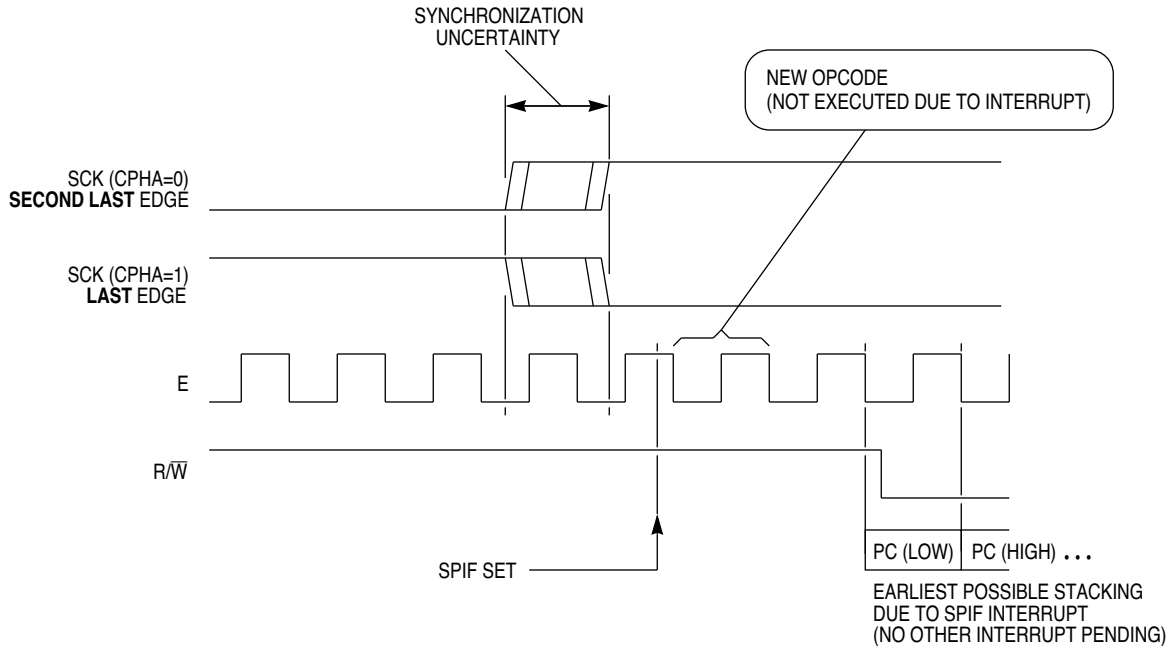 SYNCHRONIZATION
UNCERTAINTY
NEW OPCODE
(NOT EXECUTED DUE TO INTERRUPT)
SCK (CPHA=0)
SECOND LAST EDGE
SCK (CPHA=1)
LAST EDGE
E
R/W̅
SPIF SET
PC (LOW) PC (HIGH) ...
EARLIEST POSSIBLE STACKING
DUE TO SPIF INTERRUPT
(NO OTHER INTERRUPT PENDING)